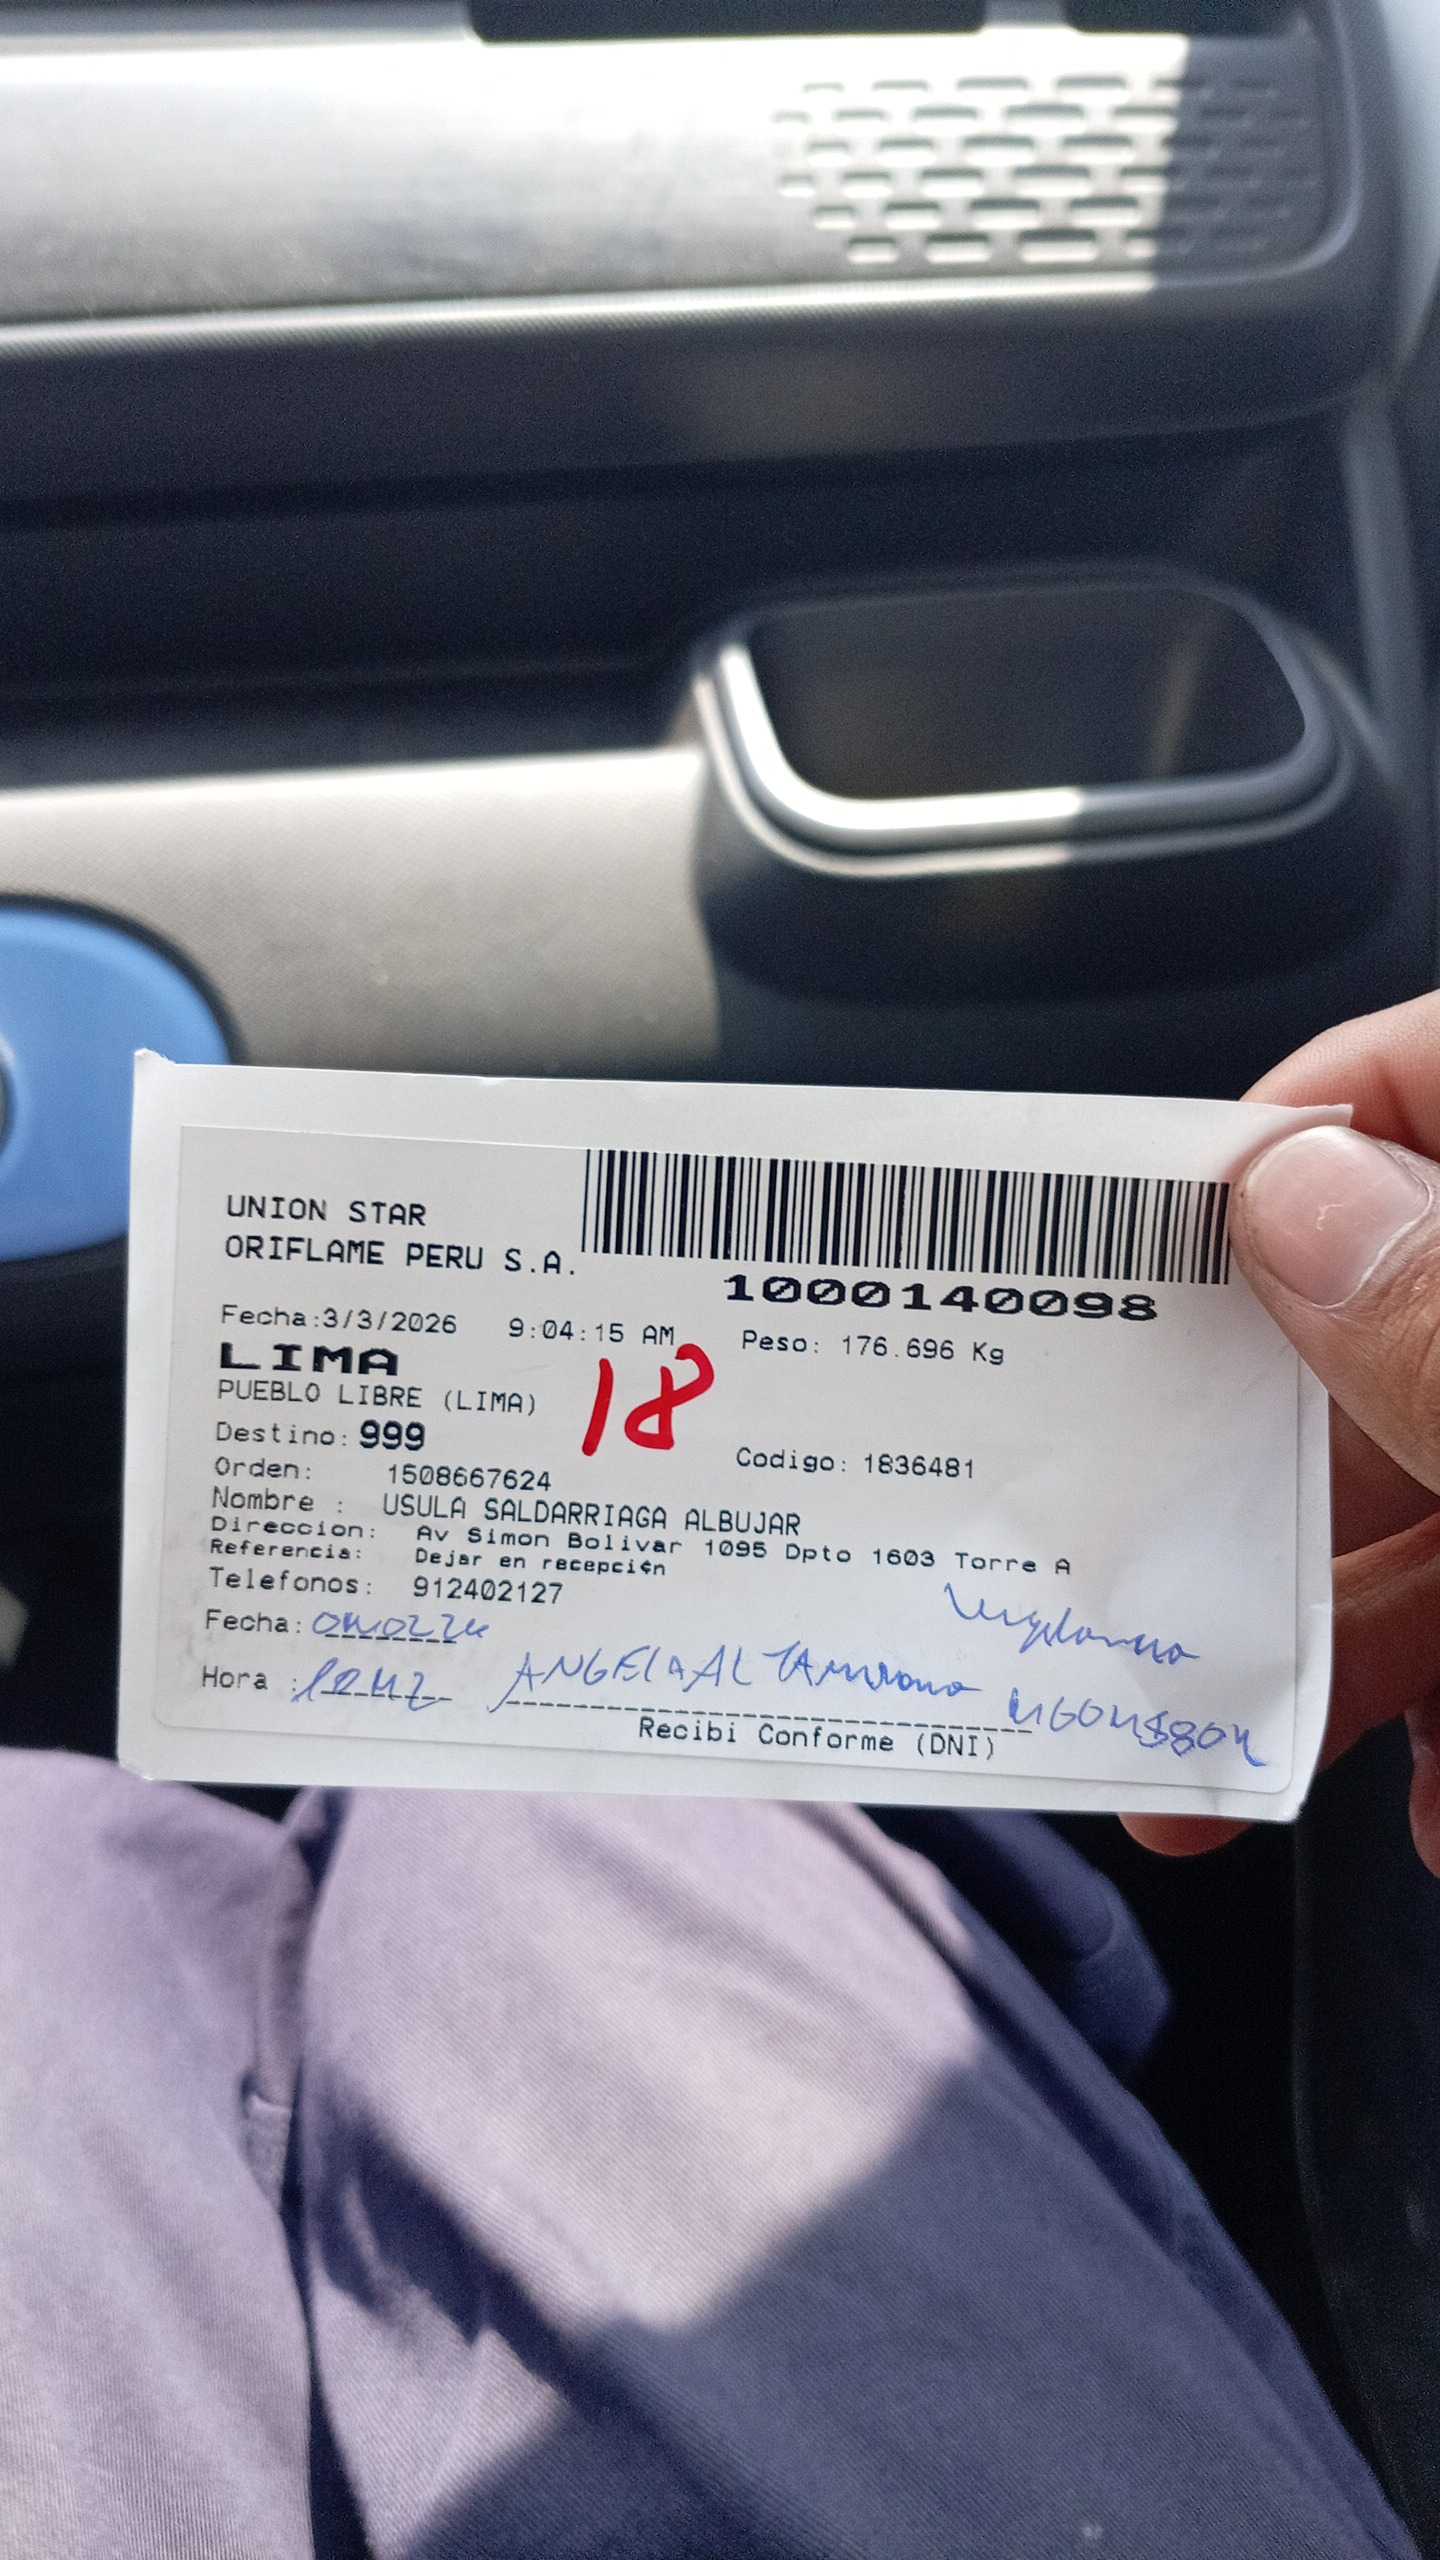 UNION STAR
ORIFLAME PERU S.A.
1000140098
Fecha:3/3/2026 9:04:15 AM Peso: 176.696 Kg
LIMA
18
PUEBLO LIBRE (LIMA)
Destino: 999
Codigo: 1836481
Orden: 1508667624
Nombre : USULA SALDARRIAGA ALBUJAR
Direccion: Av Simon Bolivar 1095 Dpto 1603 Torre A
Referencia: Dejar en recepci¢n
Telefonos: 912402127
Fecha:
Hora : ANGELA
Recibi Conforme (DNI)